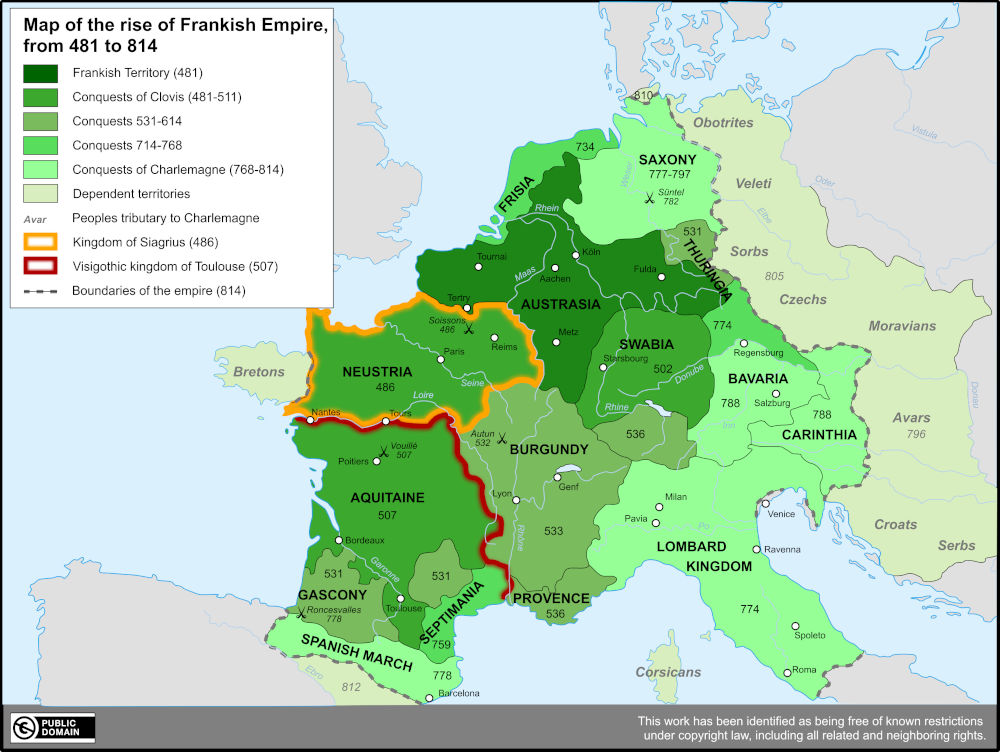 Map of the rise of Frankish Empire,
from 481 to 814
Frankish Territory (481)
Conquests of Clovis (481-511)
Conquests 531-614
Conquests 714-768
Conquests of Charlemagne (768-814)
Dependent territories
Avar Peoples tributary to Charlemagne
Kingdom of Siagrius (486)
Visigothic kingdom of Toulouse (507)
Boundaries of the empire (814)
810
Obotrites
Vistula
734
SAXONY
777-797
Weser
Süntel
782
Veleti
Oder
Elbe
FRISIA
Rhein
531
THURINGIA
Sorbs
805
Czechs
Moravians
Tournai
Köln
Maas
Aachen
Fulda
Tertry
AUSTRASIA
Soissons
486
Reims
Metz
SWABIA
774
Regensburg
Paris
Starsbourg
502
Donube
NEUSTRIA
486
Seine
Bretons
BAVARIA
788
Salzburg
Donau
Loire
Rhine
Nantes
Tours
788
CARINTHIA
Inn
Avars
796
Autun
532
536
Vouillé
507
Poitiers
BURGUNDY
Genf
Lyon
AQUITAINE
507
Milan
Pavia
Po
Venice
Rhône
533
Croats
Serbs
Bordeaux
LOMBARD
KINGDOM
Ravenna
Garonne
531
531
GASCONY
Roncesvalles
778
Toulouse
SEPTIMANIA
759
PROVENCE
536
774
Spoleto
SPANISH MARCH
778
Ebro
812
Barcelona
Corsicans
Roma
PUBLIC
DOMAIN
This work has been identified as being free of known restrictions
under copyright law, including all related and neighboring rights.